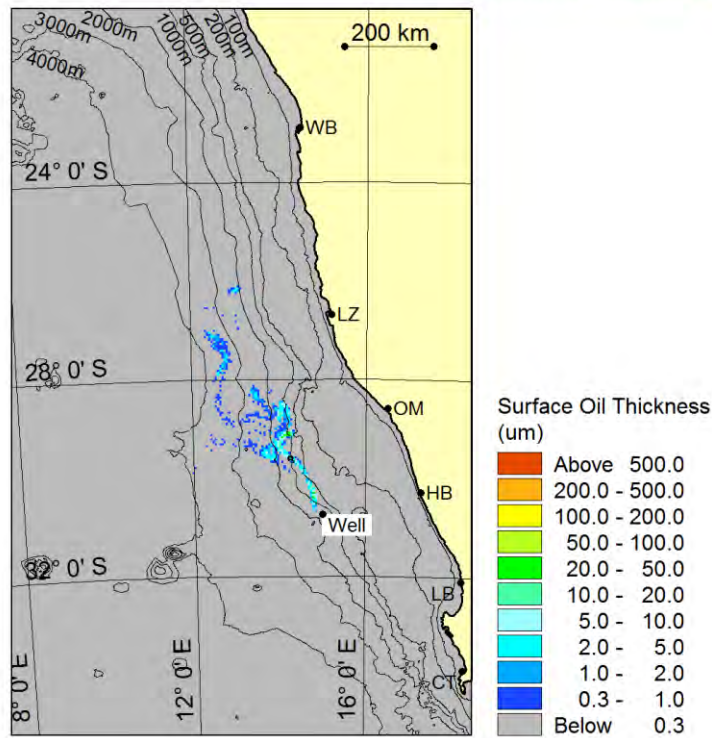 3000m
2000m
1000m
500m
200m
100m
4000m
200 km
WB
24° 0' S
LZ
28° 0' S
OM
HB
Well
32° 0' S
LB
CT
8° 0' E
12° 0' E
16° 0' E
Surface Oil Thickness
(um)
Above 500.0
200.0 - 500.0
100.0 - 200.0
50.0 - 100.0
20.0 - 50.0
10.0 - 20.0
5.0 - 10.0
2.0 - 5.0
1.0 - 2.0
0.3 - 1.0
Below 0.3